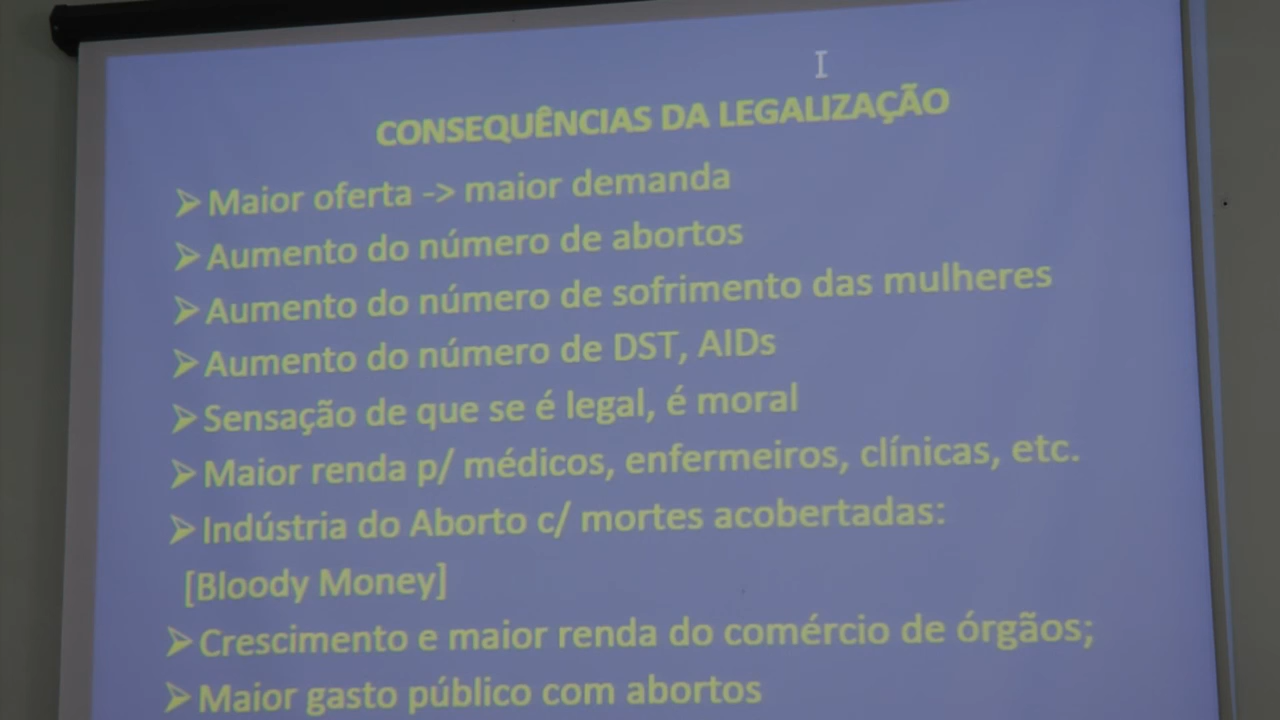 CONSEQUÊNCIAS DA LEGALIZAÇÃO
➢Maior oferta -> maior demanda
➢Aumento do número de abortos
➢Aumento do número de sofrimento das mulheres
➢Aumento do número de DST, AIDs
➢Sensação de que se é legal, é moral
➢Maior renda p/ médicos, enfermeiros, clínicas, etc.
➢Indústria do Aborto c/ mortes acobertadas:
[Bloody Money]
➢Crescimento e maior renda do comércio de órgãos;
➢Maior gasto público com abortos